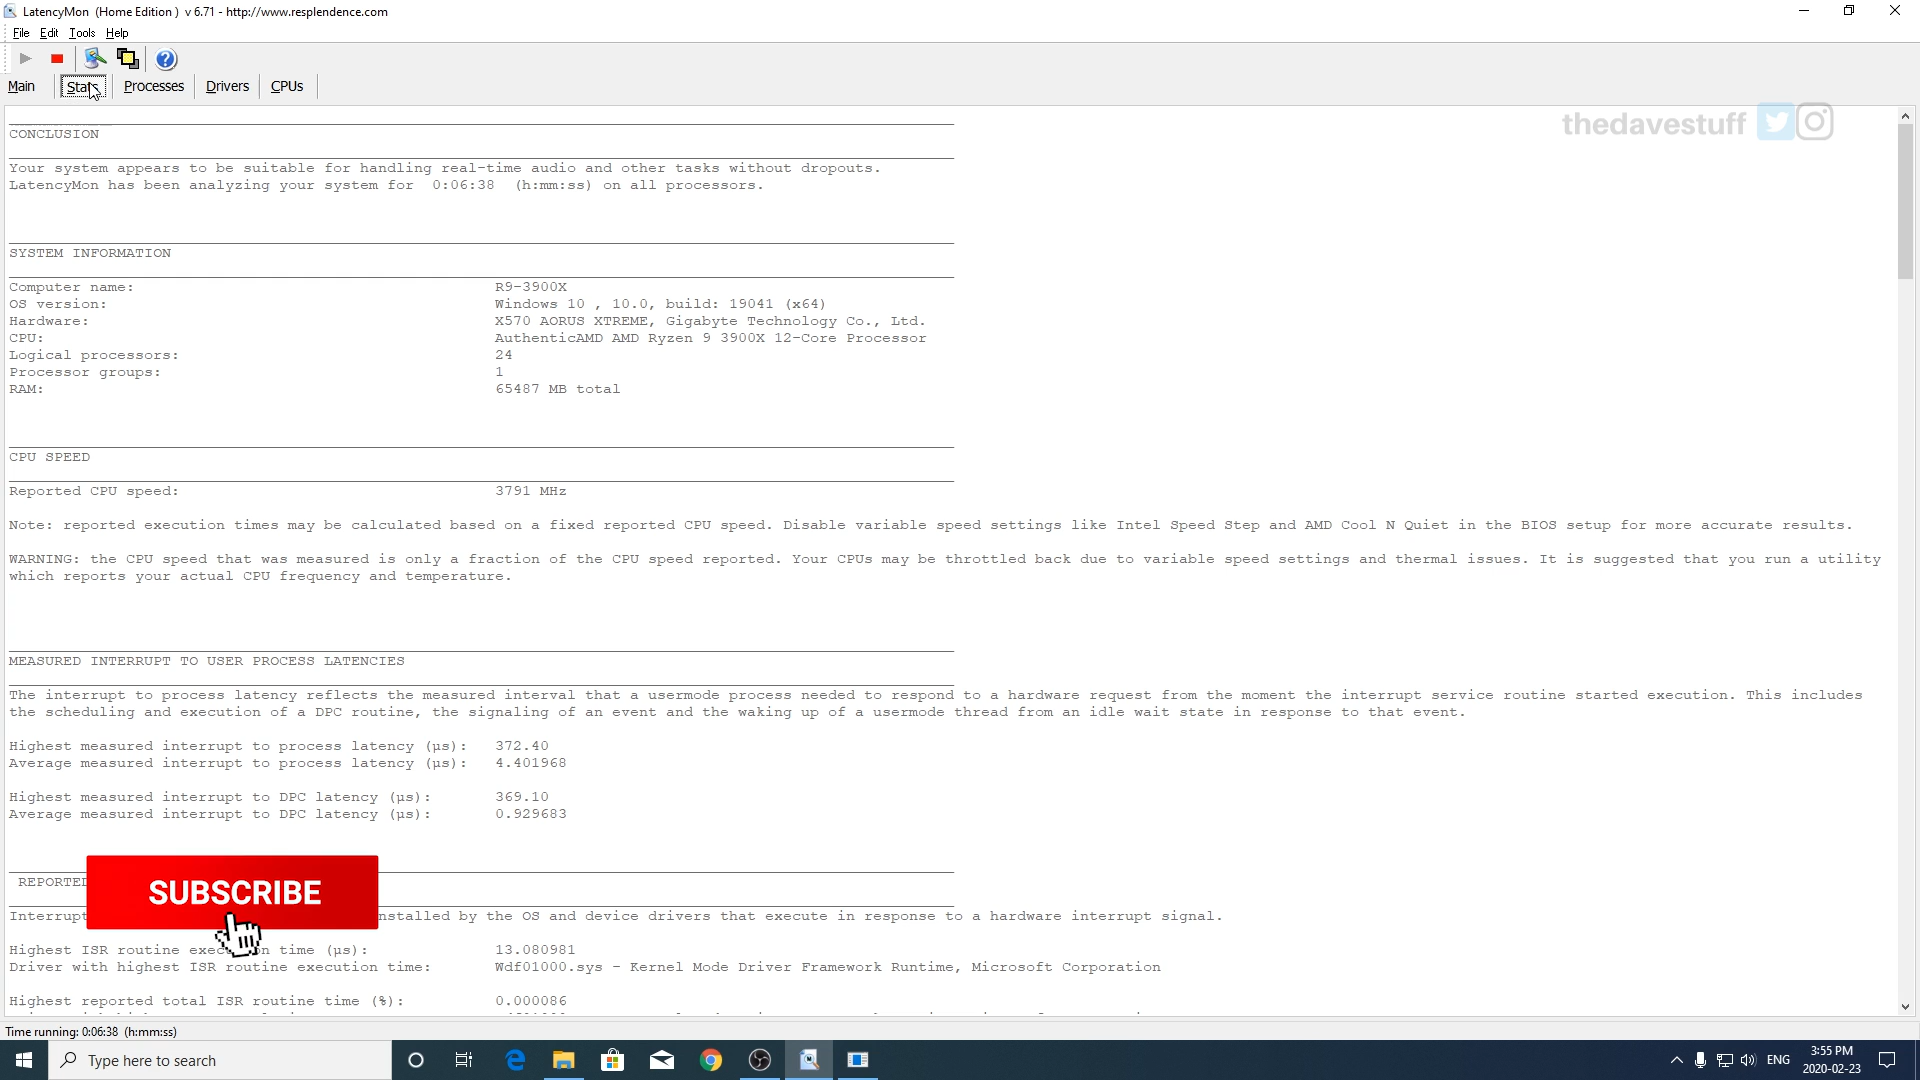 LatencyMon (Home Edition ) v 6.71 - http://www.resplendence.com
File Edit Tools Help
Main Stats Processes Drivers CPUs
thedavestuff
CONCLUSION
Your system appears to be suitable for handling real-time audio and other tasks without dropouts.
LatencyMon has been analyzing your system for 0:06:38 (h:mm:ss) on all processors.
SYSTEM INFORMATION
Computer name: R9-3900X
OS version: Windows 10 , 10.0, build: 19041 (x64)
Hardware: X570 AORUS XTREME, Gigabyte Technology Co., Ltd.
CPU: AuthenticAMD AMD Ryzen 9 3900X 12-Core Processor
Logical processors: 24
Processor groups: 1
RAM: 65487 MB total
CPU SPEED
Reported CPU speed: 3791 MHz
Note: reported execution times may be calculated based on a fixed reported CPU speed. Disable variable speed settings like Intel Speed Step and AMD Cool N Quiet in the BIOS setup for more accurate results.
WARNING: the CPU speed that was measured is only a fraction of the CPU speed reported. Your CPUs may be throttled back due to variable speed settings and thermal issues. It is suggested that you run a utility
which reports your actual CPU frequency and temperature.
MEASURED INTERRUPT TO USER PROCESS LATENCIES
The interrupt to process latency reflects the measured interval that a usermode process needed to respond to a hardware request from the moment the interrupt service routine started execution. This includes
the scheduling and execution of a DPC routine, the signaling of an event and the waking up of a usermode thread from an idle wait state in response to that event.
Highest measured interrupt to process latency (µs): 372.40
Average measured interrupt to process latency (µs): 4.401968
Highest measured interrupt to DPC latency (µs): 369.10
Average measured interrupt to DPC latency (µs): 0.929683
REPORTED
SUBSCRIBE
Interrupt nstalled by the OS and device drivers that execute in response to a hardware interrupt signal.
Highest ISR routine execution time (µs): 13.080981
Driver with highest ISR routine execution time: Wdf01000.sys - Kernel Mode Driver Framework Runtime, Microsoft Corporation
Highest reported total ISR routine time (%): 0.000086
Time running: 0:06:38 (h:mm:ss)
Type here to search
ENG
3:55 PM
2020-02-23